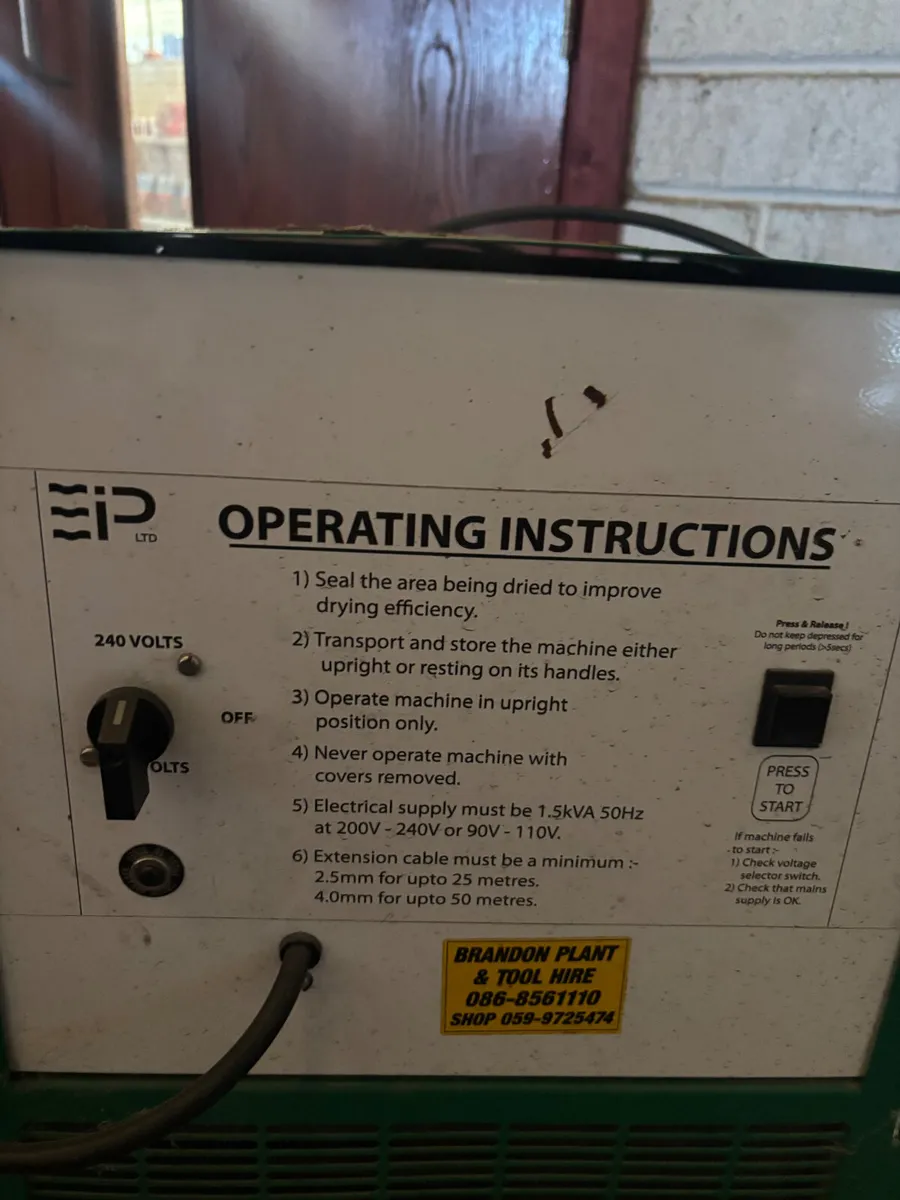 EIP
LTD
OPERATING INSTRUCTIONS
1) Seal the area being dried to improve
drying efficiency.
2) Transport and store the machine either
upright or resting on its handles.
3) Operate machine in upright
position only.
4) Never operate machine with
covers removed.
5) Electrical supply must be 1.5kVA 50Hz
at 200V - 240V or 90V - 110V.
6) Extension cable must be a minimum :-
2.5mm for upto 25 metres.
4.0mm for upto 50 metres.
240 VOLTS
OFF
OLTS
Press & Release!
Do not keep depressed for
long periods (>5secs)
PRESS
TO
START
If machine fails
to start :-
1) Check voltage
selector switch.
2) Check that mains
supply is OK.
BRANDON PLANT
& TOOL HIRE
086-8561110
SHOP 059-9725474